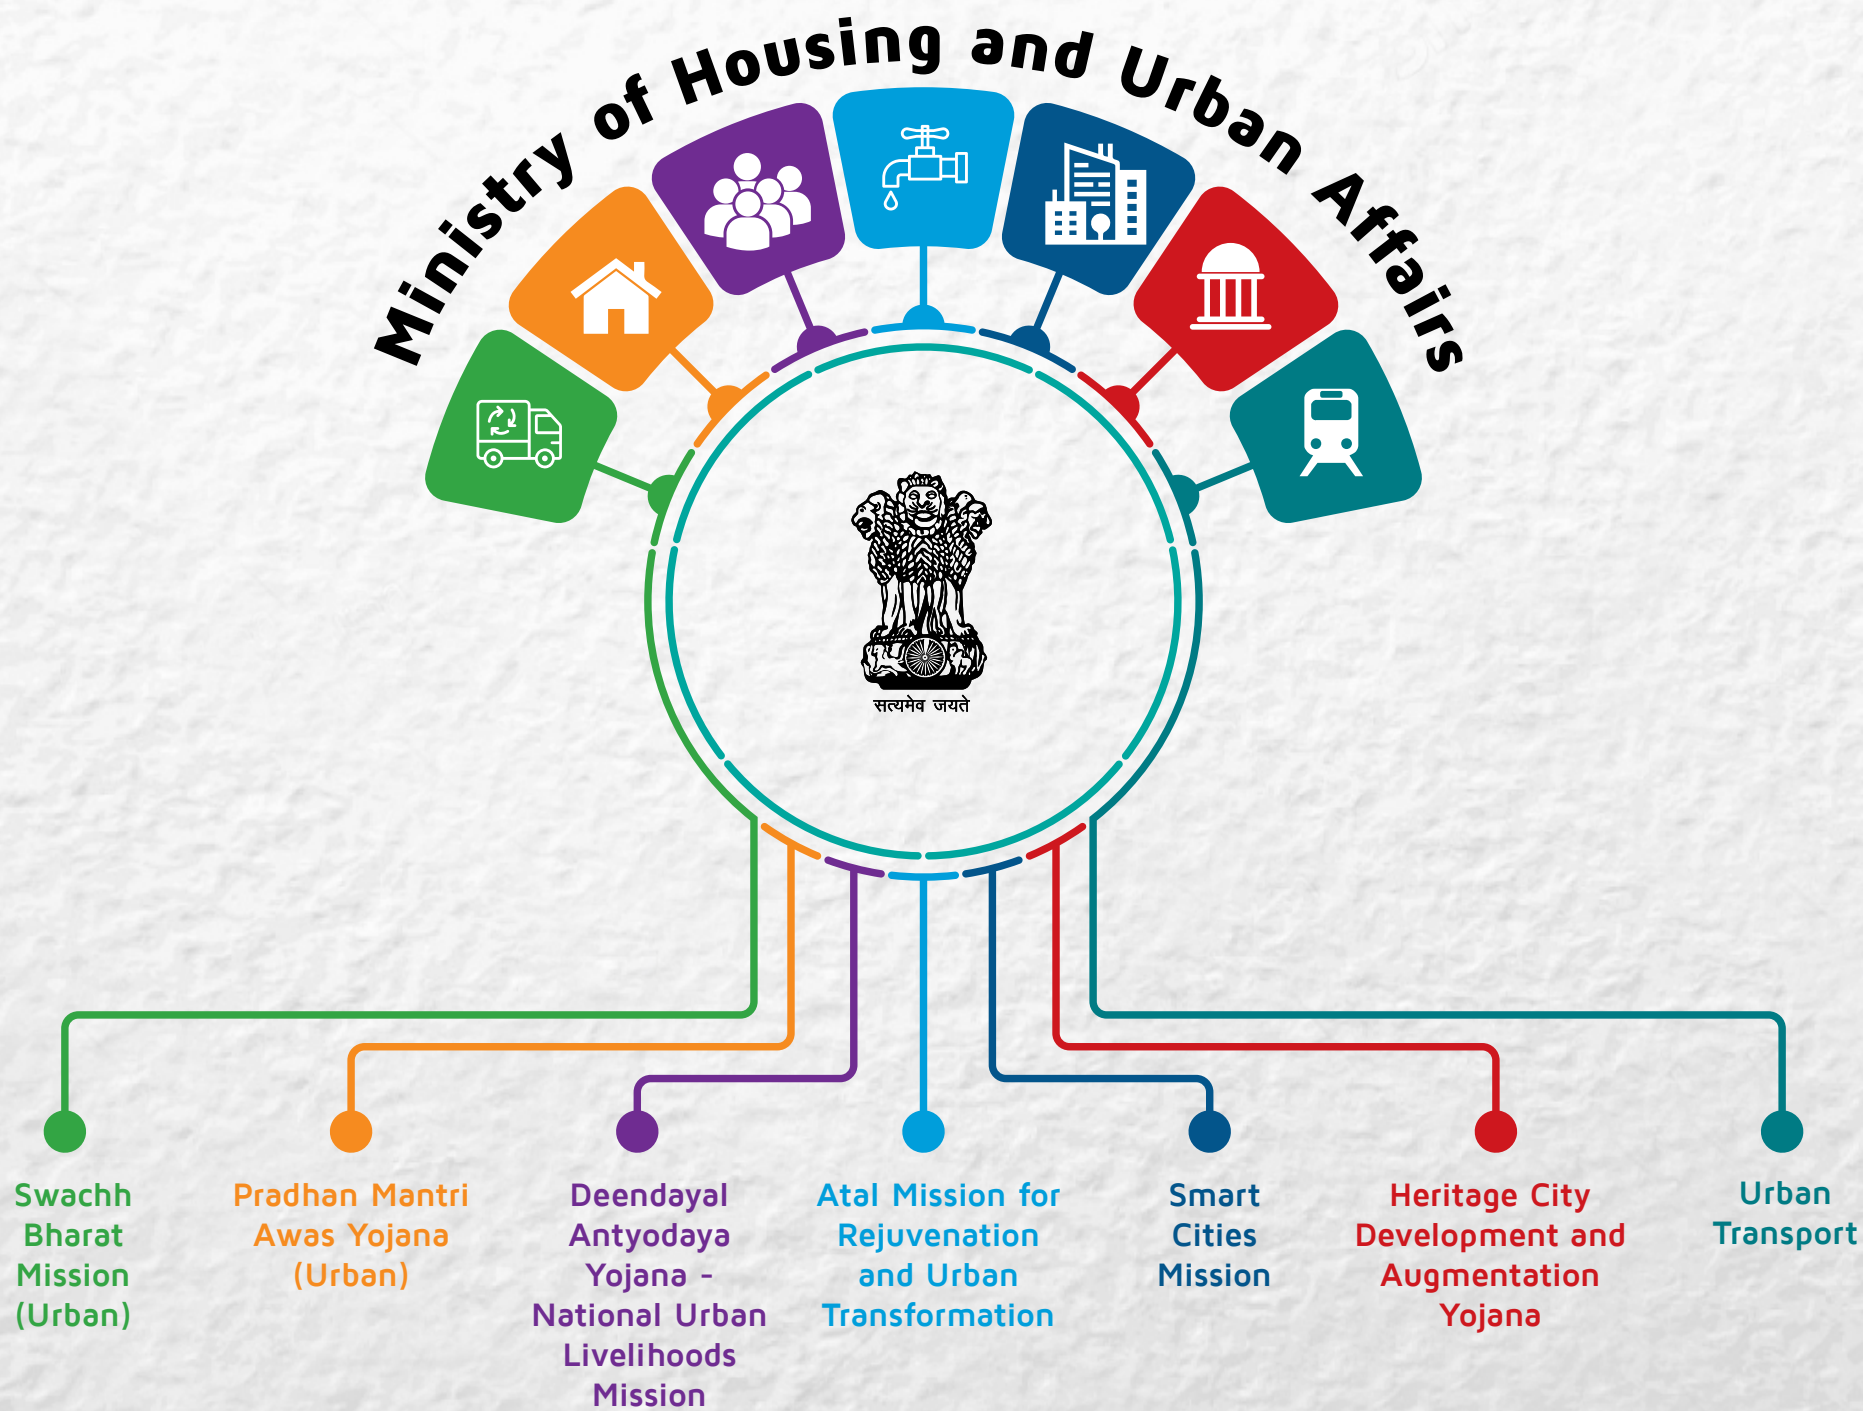 Ministry of Housing and Urban Affairs
सत्यमेव जयते
Swachh
Bharat
Mission
(Urban)
Pradhan Mantri
Awas Yojana
(Urban)
Deendayal
Antyodaya
Yojana -
National Urban
Livelihoods
Mission
Atal Mission for
Rejuvenation
and Urban
Transformation
Smart
Cities
Mission
Heritage City
Development and
Augmentation
Yojana
Urban
Transport